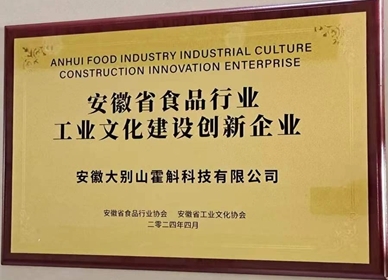 ANHUI FOOD INDUSTRY INDUSTRIAL CULTURE
CONSTRUCTION INNOVATION ENTERPRISE
安徽省食品行业
工业文化建设创新企业
安徽大别山霍斛科技有限公司
安徽省食品行业协会 安徽省工业文化协会
二零二四年四月